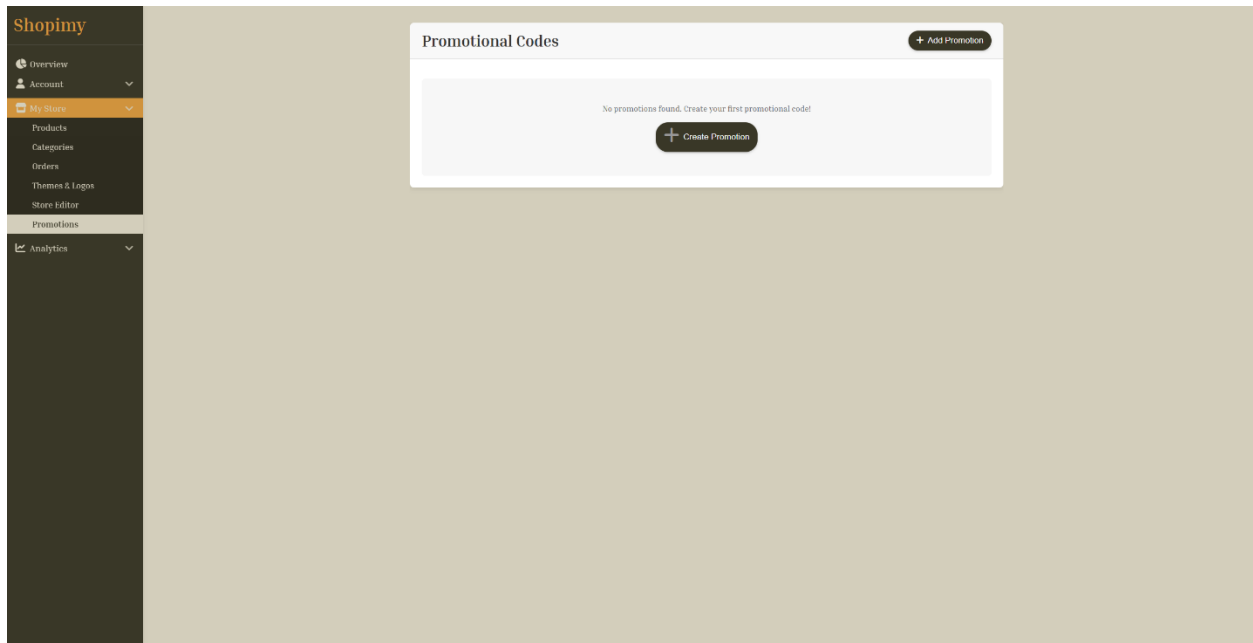 Shopimy
Overview
Account
My Store
Products
Categories
Orders
Themes & Logos
Store Editor
Promotions
Analytics
Promotional Codes
+ Add Promotion
No promotions found. Create your first promotional code!
Create Promotion